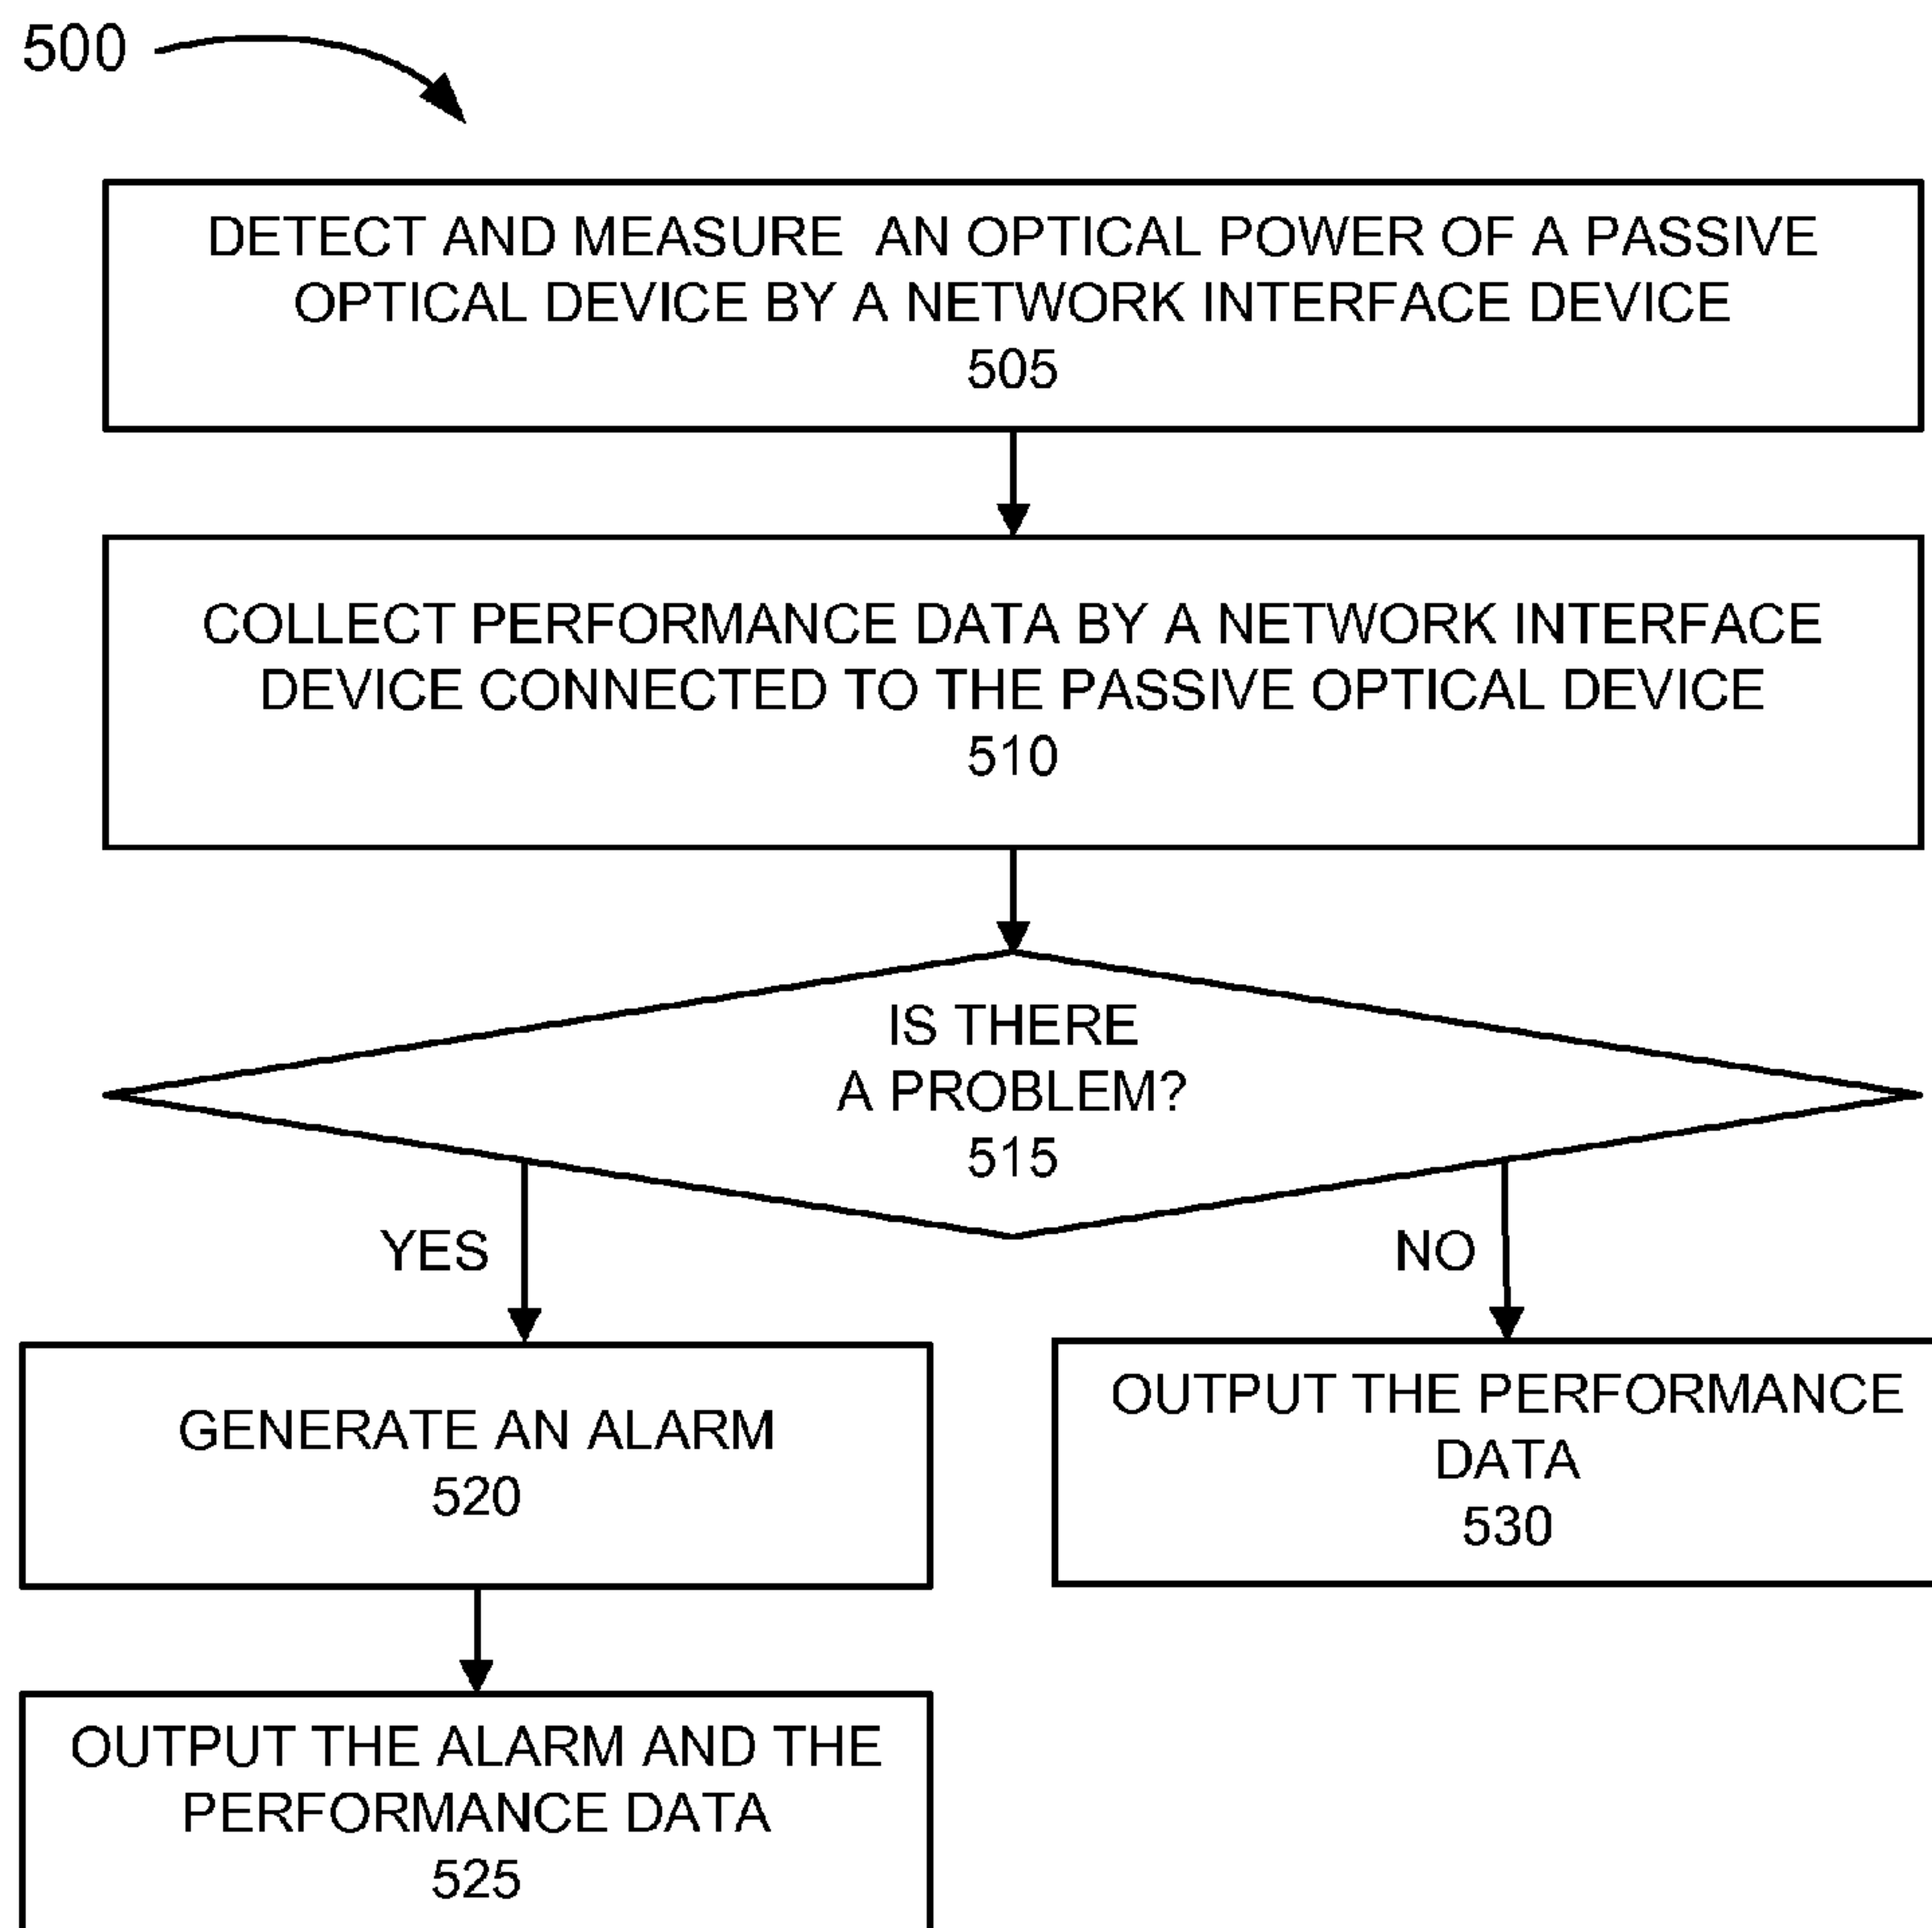 500
DETECT AND MEASURE AN OPTICAL POWER OF A PASSIVE
OPTICAL DEVICE BY A NETWORK INTERFACE DEVICE
505
COLLECT PERFORMANCE DATA BY A NETWORK INTERFACE
DEVICE CONNECTED TO THE PASSIVE OPTICAL DEVICE
510
IS THERE
A PROBLEM?
515
YES
NO
GENERATE AN ALARM
520
OUTPUT THE PERFORMANCE
DATA
530
OUTPUT THE ALARM AND THE
PERFORMANCE DATA
525